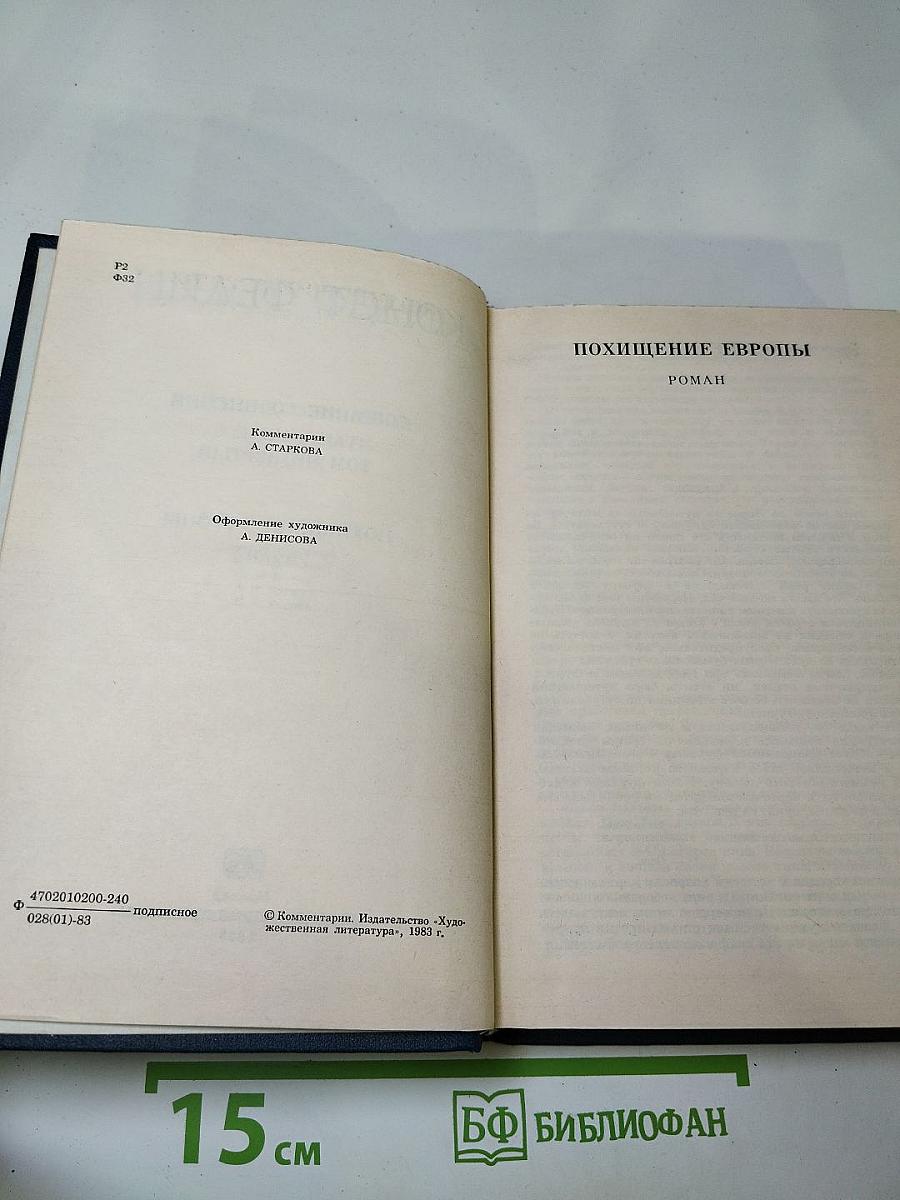 Р2
Ф32
Комментарии
А. СТАРКОВА
Оформление художника
А. ДЕНИСОВА
Ф 4702010200-240
028(01)-83 подписное
© Комментарии. Издательство «Худо-
жественная литература», 1983 г.
ПОХИЩЕНИЕ ЕВРОПЫ
РОМАН
15 см
БФ БИБЛИОФАН